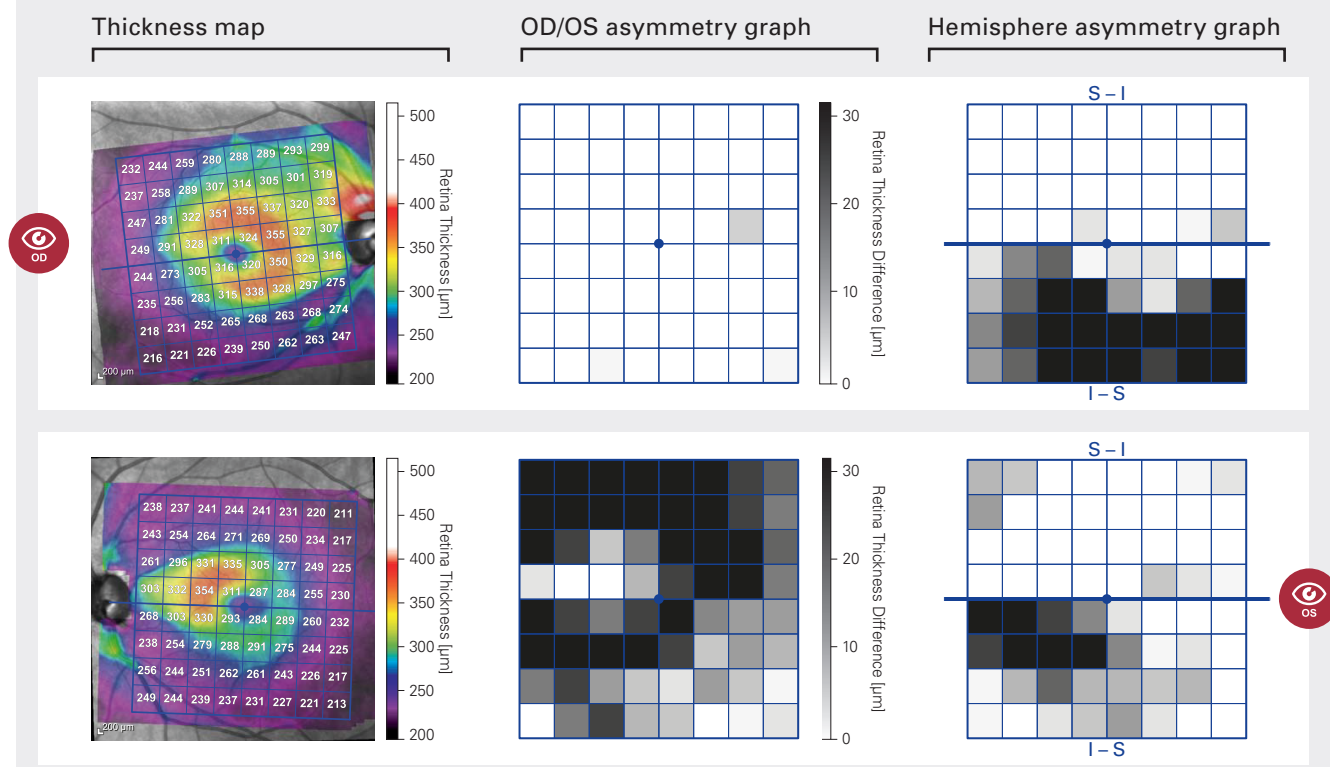 Thickness map
OD/OS asymmetry graph
Hemisphere asymmetry graph
OD
232 244 259 280 288 289 293 299
237 258 289 307 314 305 301 319
247 281 322 351 355 337 320 333
249 291 328 311 324 355 327 307
244 273 305 316 320 350 329 316
235 256 283 315 338 328 297 275
218 231 252 265 268 263 268 274
216 221 226 239 250 262 263 247
200 µm
500
450
400
350
300
250
200
Retina Thickness [µm]
30
20
10
0
Retina Thickness Difference [µm]
S – I
I – S
238 237 241 244 241 231 220 211
243 254 264 271 269 250 234 217
261 296 331 335 305 277 249 225
303 332 354 311 287 284 255 230
268 303 330 293 284 289 260 232
238 254 279 288 291 275 244 225
256 244 251 262 261 243 226 217
249 244 239 237 231 227 221 213
200 µm
500
450
400
350
300
250
200
Retina Thickness [µm]
30
20
10
0
Retina Thickness Difference [µm]
S – I
I – S
OS